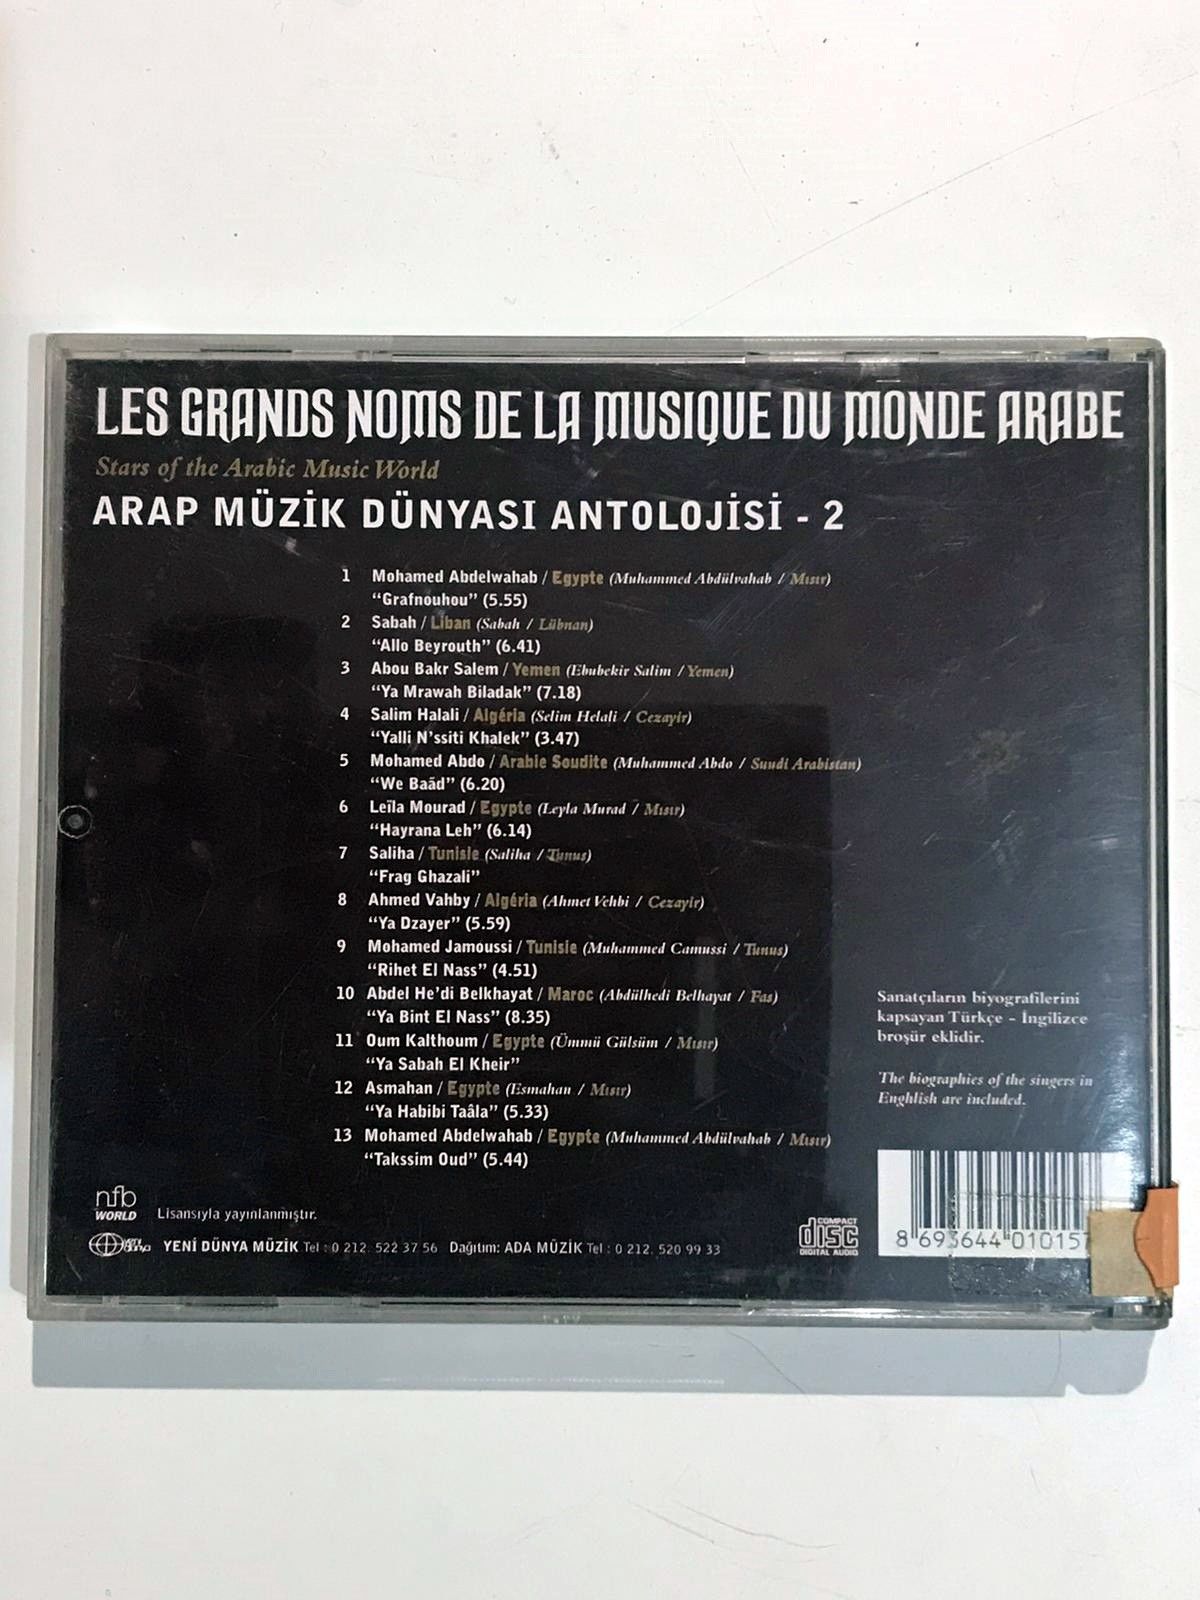 LES GRANDS NOMS DE LA MUSIQUE DU MONDE ARABE
Stars of the Arabic Music World
ARAP MÜZİK DÜNYASI ANTOLOJİSİ - 2
1 Mohamed Abdelwahab / Egypte (Muhammed Abdülvahab / Mısır)
“Grafnouhou” (5.55)
2 Sabah / Liban (Sabah / Lübnan)
“Allo Beyrouth” (6.41)
3 Abou Bakr Salem / Yemen (Ebubekir Salim / Yemen)
“Ya Mrawah Biladak” (7.18)
4 Salim Halali / Algéria (Selim Helali / Cezayir)
“Yalli N'ssiti Khalek” (3.47)
5 Mohamed Abdo / Arabie Soudite (Muhammed Abdo / Suudi Arabistan)
“We Baâd” (6.20)
6 Leïla Mourad / Egypte (Leyla Murad / Mısır)
“Hayrana Leh” (6.14)
7 Saliha / Tunisie (Saliha / Tunus)
“Frag Ghazali”
8 Ahmed Vahby / Algéria (Ahmet Vehbi / Cezayir)
“Ya Dzayer” (5.59)
9 Mohamed Jamoussi / Tunisie (Muhammed Camussi / Tunus)
“Rihet El Nass” (4.51)
10 Abdel He'di Belkhayat / Maroc (Abdülhedi Belhayat / Fas)
“Ya Bint El Nass” (8.35)
11 Oum Kalthoum / Egypte (Ümmü Gülsüm / Mısır)
“Ya Sabah El Kheir”
12 Asmahan / Egypte (Esmahan / Mısır)
“Ya Habibi Taâla” (5.33)
13 Mohamed Abdelwahab / Egypte (Muhammed Abdülvahab / Mısır)
“Takssim Oud” (5.44)
Sanatçıların biyografilerini
kapsayan Türkçe - İngilizce
broşür eklidir.
The biographies of the singers in
Enghlish are included.
nfb
WORLD
Lisansıyla yayınlanmıştır.
YENİ DÜNYA MÜZİK Tel : 0 212. 522 37 56 Dağıtım: ADA MÜZİK Tel : 0 212. 520 99 33
COMPACT
disc
DIGITAL AUDIO
8 693644 010157